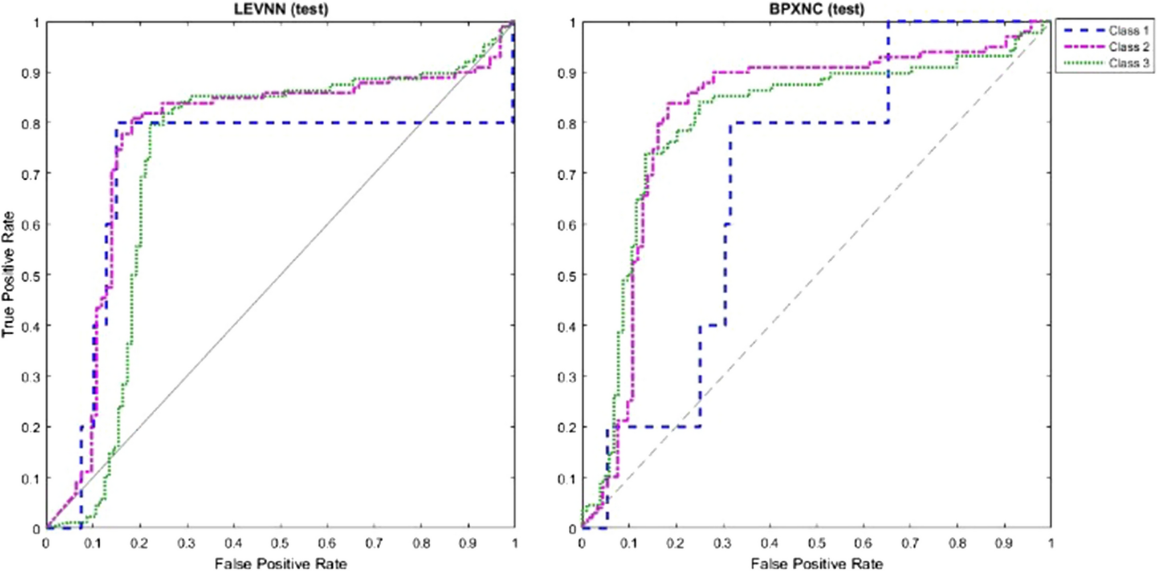 LEVNN (test)
True Positive Rate
1
0.9
0.8
0.7
0.6
0.5
0.4
0.3
0.2
0.1
0
0 0.1 0.2 0.3 0.4 0.5 0.6 0.7 0.8 0.9 1
False Positive Rate
BPXNC (test)
1
0.9
0.8
0.7
0.6
0.5
0.4
0.3
0.2
0.1
0
0 0.1 0.2 0.3 0.4 0.5 0.6 0.7 0.8 0.9 1
False Positive Rate
Class 1
Class 2
Class 3